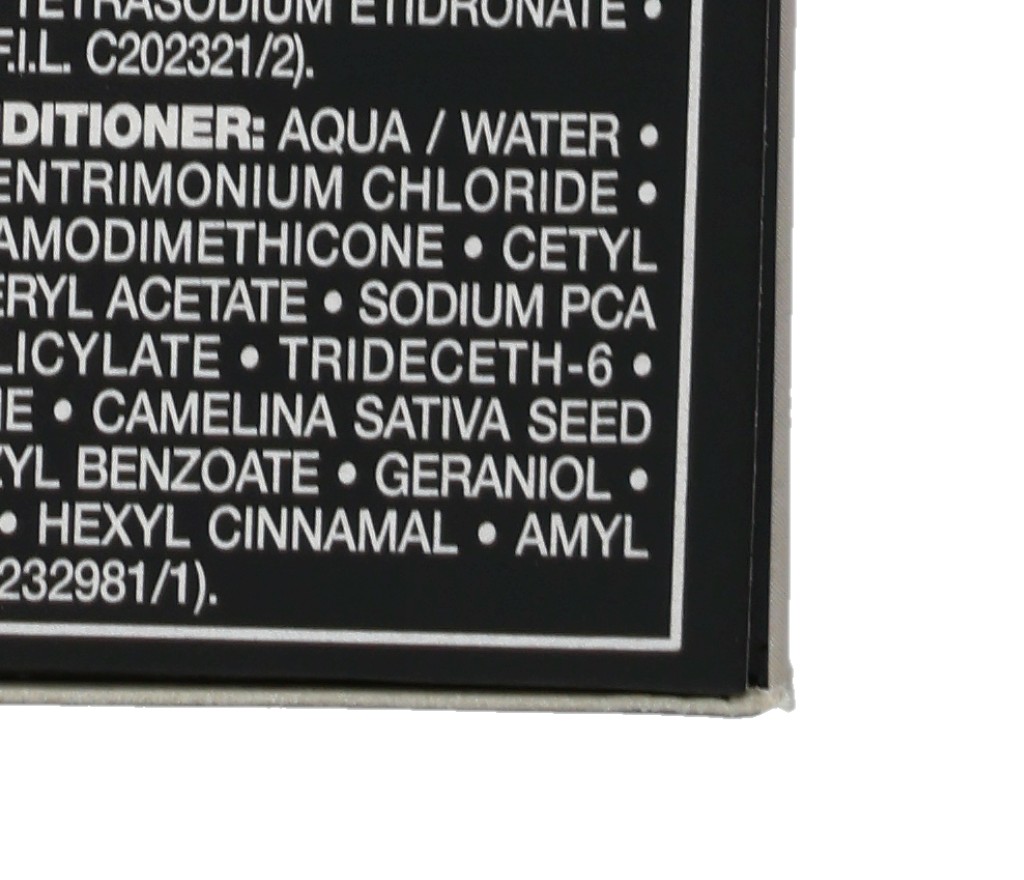 TETRASODIUM ETIDRONATE •
F.I.L. C202321/2).
DITIONER: AQUA / WATER •
ENTRIMONIUM CHLORIDE •
AMODIMETHICONE • CETYL
ERYL ACETATE • SODIUM PCA
LICYLATE • TRIDECETH-6 •
E • CAMELINA SATIVA SEED
YL BENZOATE • GERANIOL •
• HEXYL CINNAMAL • AMYL
232981/1).